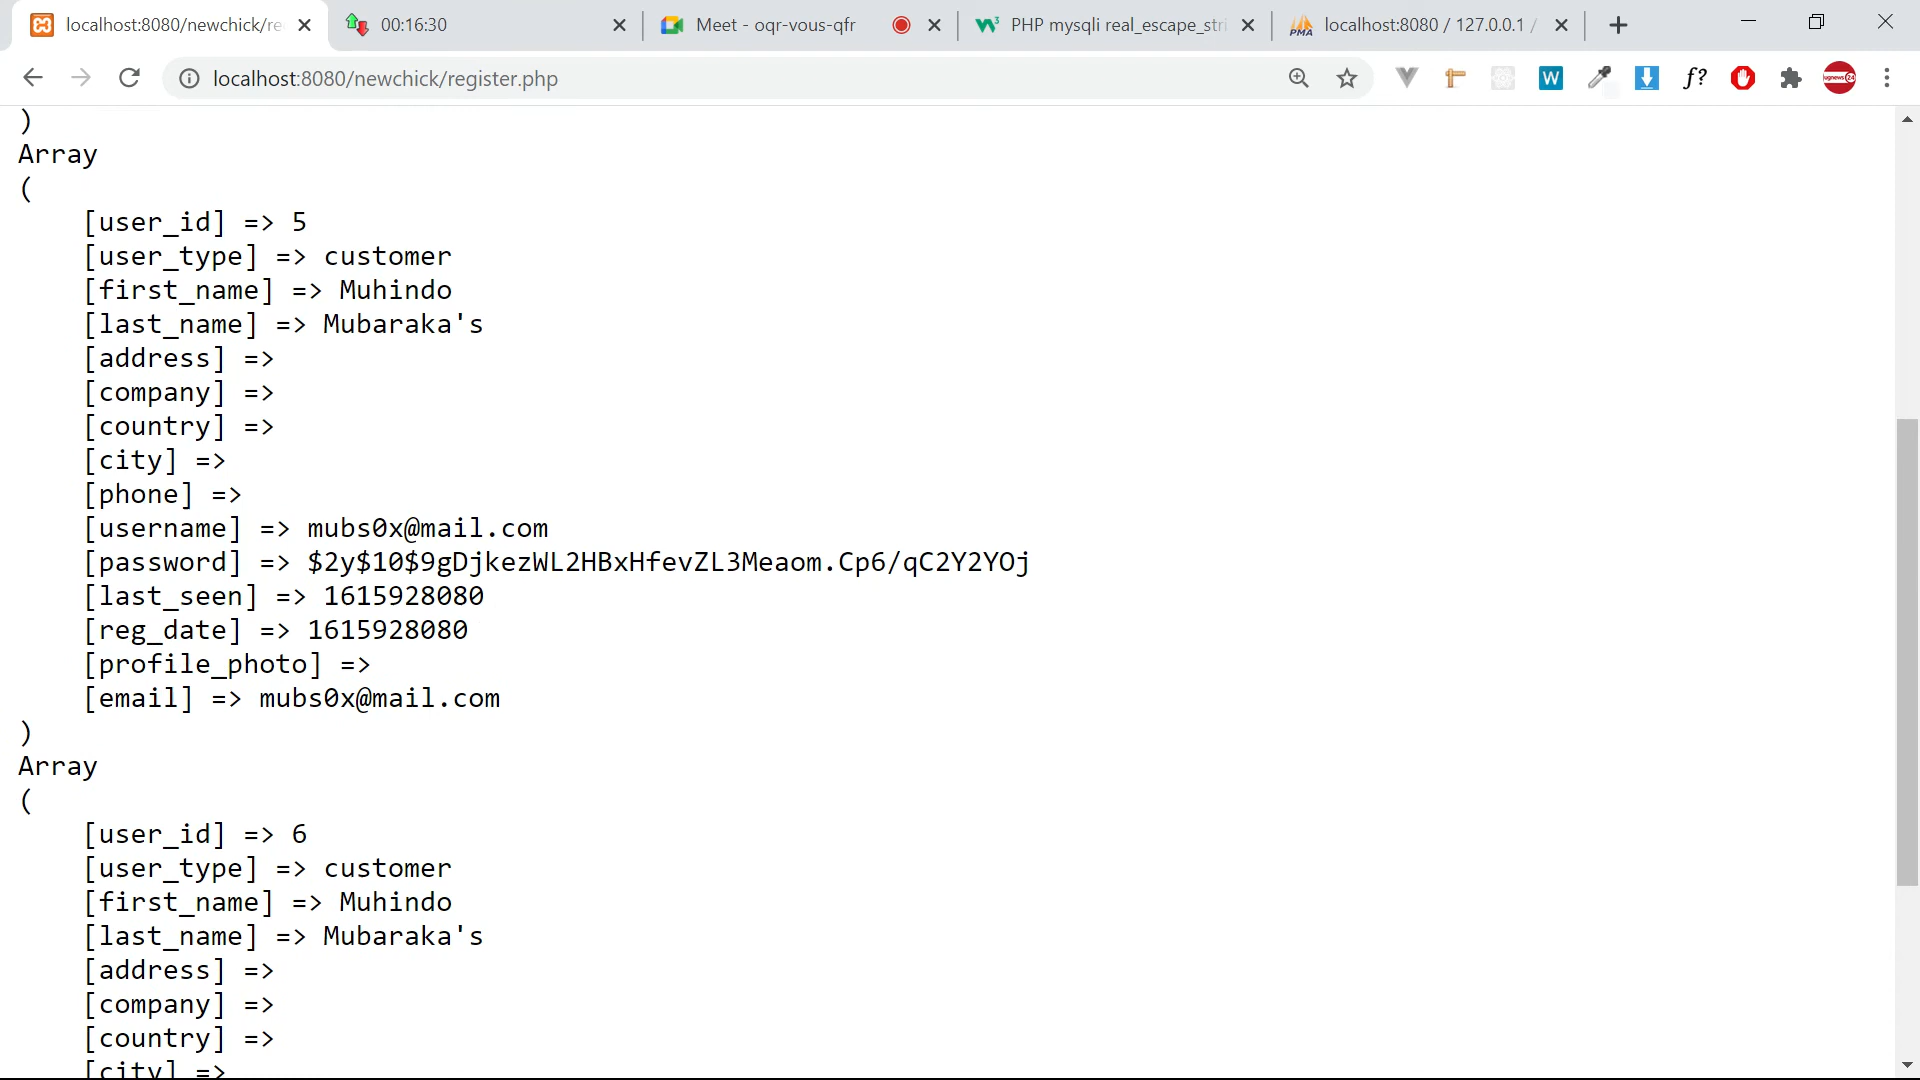 localhost:8080/newchick/re
00:16:30
Meet - oqr-vous-qfr
PHP mysqli real_escape_stri
localhost:8080 / 127.0.0.1 /
localhost:8080/newchick/register.php
)
Array
(
[user_id] => 5
[user_type] => customer
[first_name] => Muhindo
[last_name] => Mubaraka's
[address] =>
[company] =>
[country] =>
[city] =>
[phone] =>
[username] => mubs0x@mail.com
[password] => $2y$10$9gDjkezWL2HBxHfevZL3Meaom.Cp6/qC2Y2YOj
[last_seen] => 1615928080
[reg_date] => 1615928080
[profile_photo] =>
[email] => mubs0x@mail.com
)
Array
(
[user_id] => 6
[user_type] => customer
[first_name] => Muhindo
[last_name] => Mubaraka's
[address] =>
[company] =>
[country] =>
[city] =>